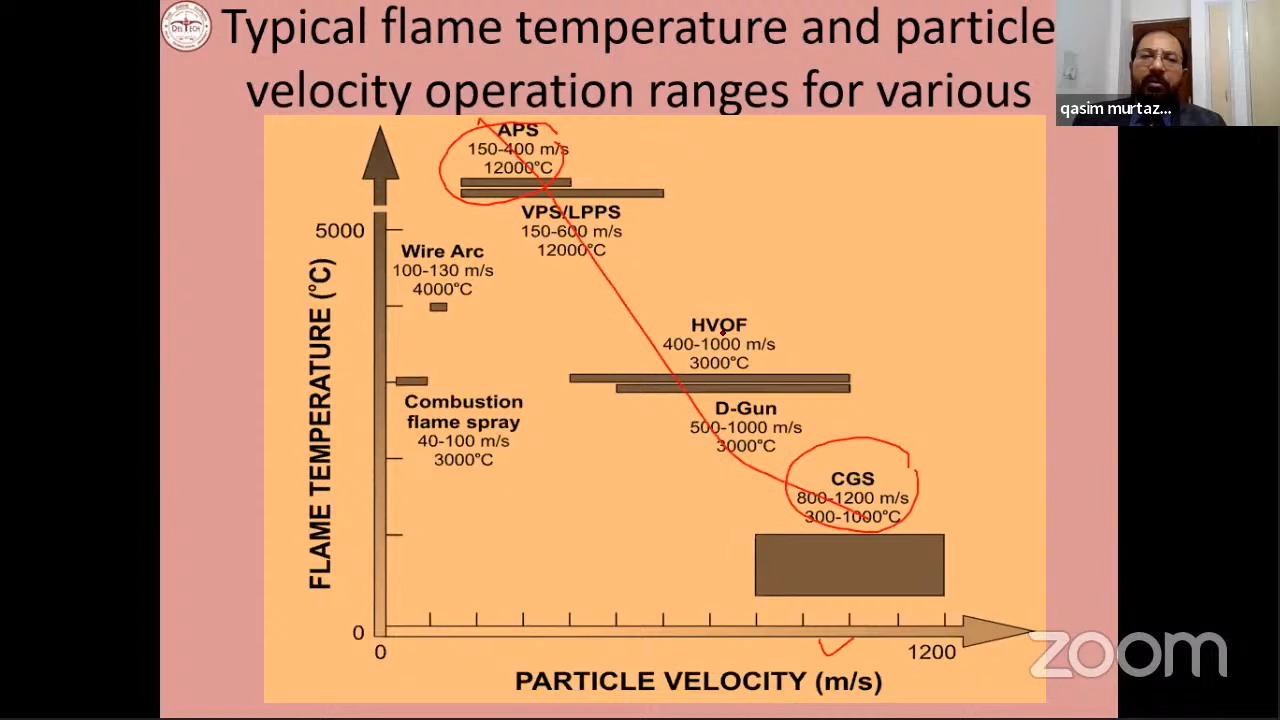 Typical flame temperature and particle
velocity operation ranges for various
DELTECH
qasim murtaz...
APS
150-400 m/s
12000°C
VPS/LPPS
150-600 m/s
12000°C
5000
Wire Arc
100-130 m/s
4000°C
HVOF
400-1000 m/s
3000°C
D-Gun
500-1000 m/s
3000°C
Combustion
flame spray
40-100 m/s
3000°C
CGS
800-1200 m/s
300-1000°C
FLAME TEMPERATURE (°C)
0
0
1200
PARTICLE VELOCITY (m/s)
zoom